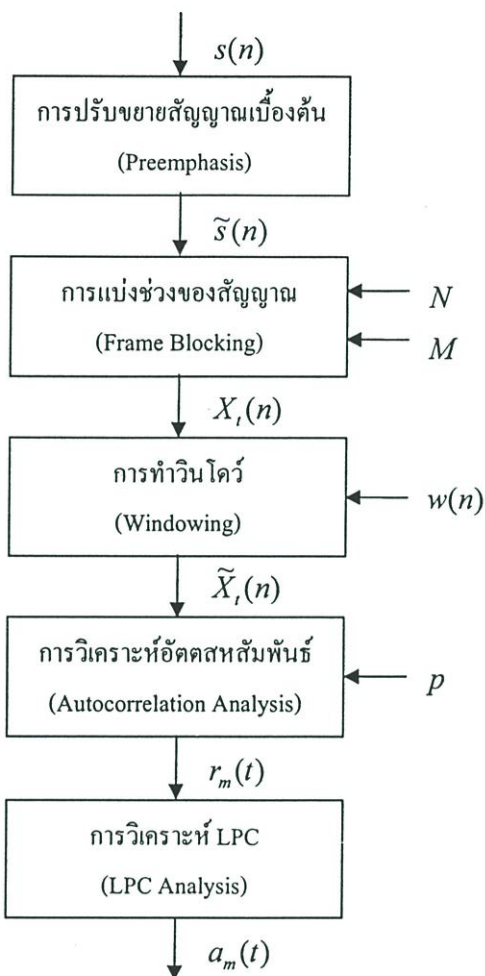 s(n)
การปรับขยายสัญญาณเบื้องต้น
(Preemphasis)
s̃(n)
การแบ่งช่วงของสัญญาณ
(Frame Blocking)
N
M
X_t(n)
การทำวินโดว์
(Windowing)
w(n)
X̃_t(n)
การวิเคราะห์อัตตสหสัมพันธ์
(Autocorrelation Analysis)
p
r_m(t)
การวิเคราะห์ LPC
(LPC Analysis)
a_m(t)